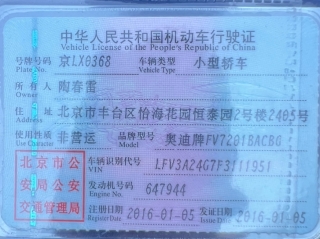 中华人民共和国机动车行驶证
Vehicle License of the People's Republic of China
号牌号码 京LX0368 车辆类型 小型轿车
Plate No. Vehicle Type
所有人 陶春雷
Owner
住址 北京市丰台区怡海花园恒泰园2号楼2405号
Address
使用性质 非营运 品牌型号 奥迪牌FV7201BACBG
Use Character Model
北京市公安局公安交通管理局
车辆识别代号 LFV3A24G7F3111951
VIN
发动机号码 647944
Engine No.
注册日期 2016-01-05 发证日期 2016-01-05
Register Date Issue Date